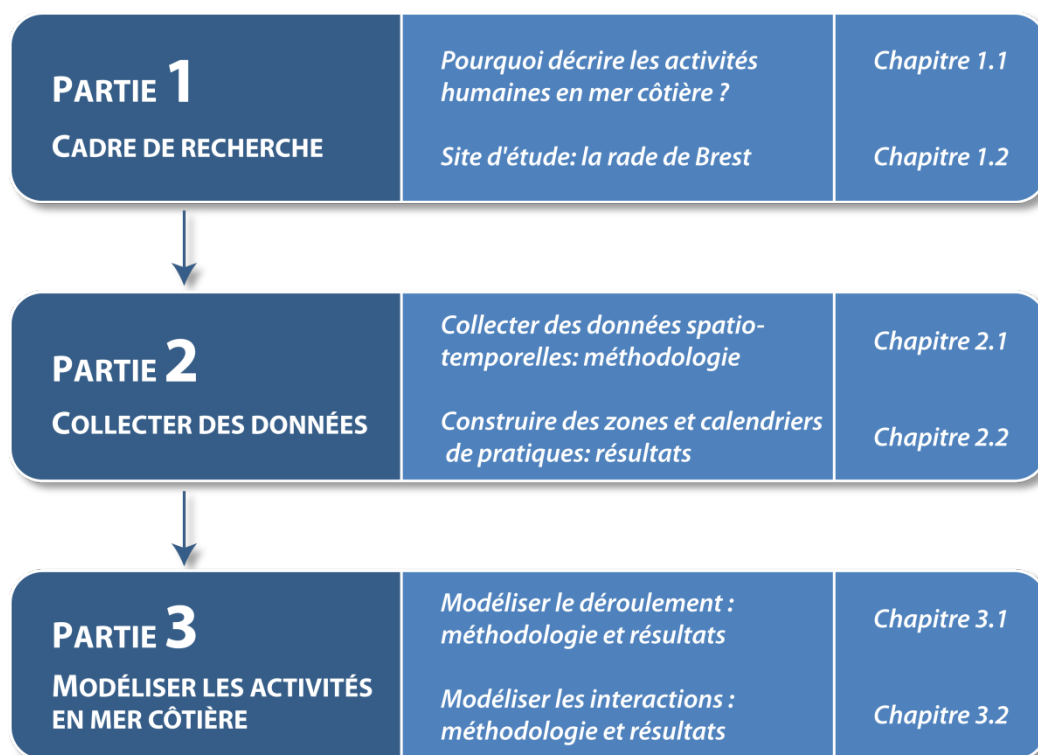 PARTIE 1
CADRE DE RECHERCHE
Pourquoi décrire les activités
humaines en mer côtière ?
Chapitre 1.1
Site d'étude: la rade de Brest
Chapitre 1.2
PARTIE 2
COLLECTER DES DONNÉES
Collecter des données spatio-
temporelles: méthodologie
Chapitre 2.1
Construire des zones et calendriers
de pratiques: résultats
Chapitre 2.2
PARTIE 3
MODÉLISER LES ACTIVITÉS
EN MER CÔTIÈRE
Modéliser le déroulement :
méthodologie et résultats
Chapitre 3.1
Modéliser les interactions :
méthodologie et résultats
Chapitre 3.2